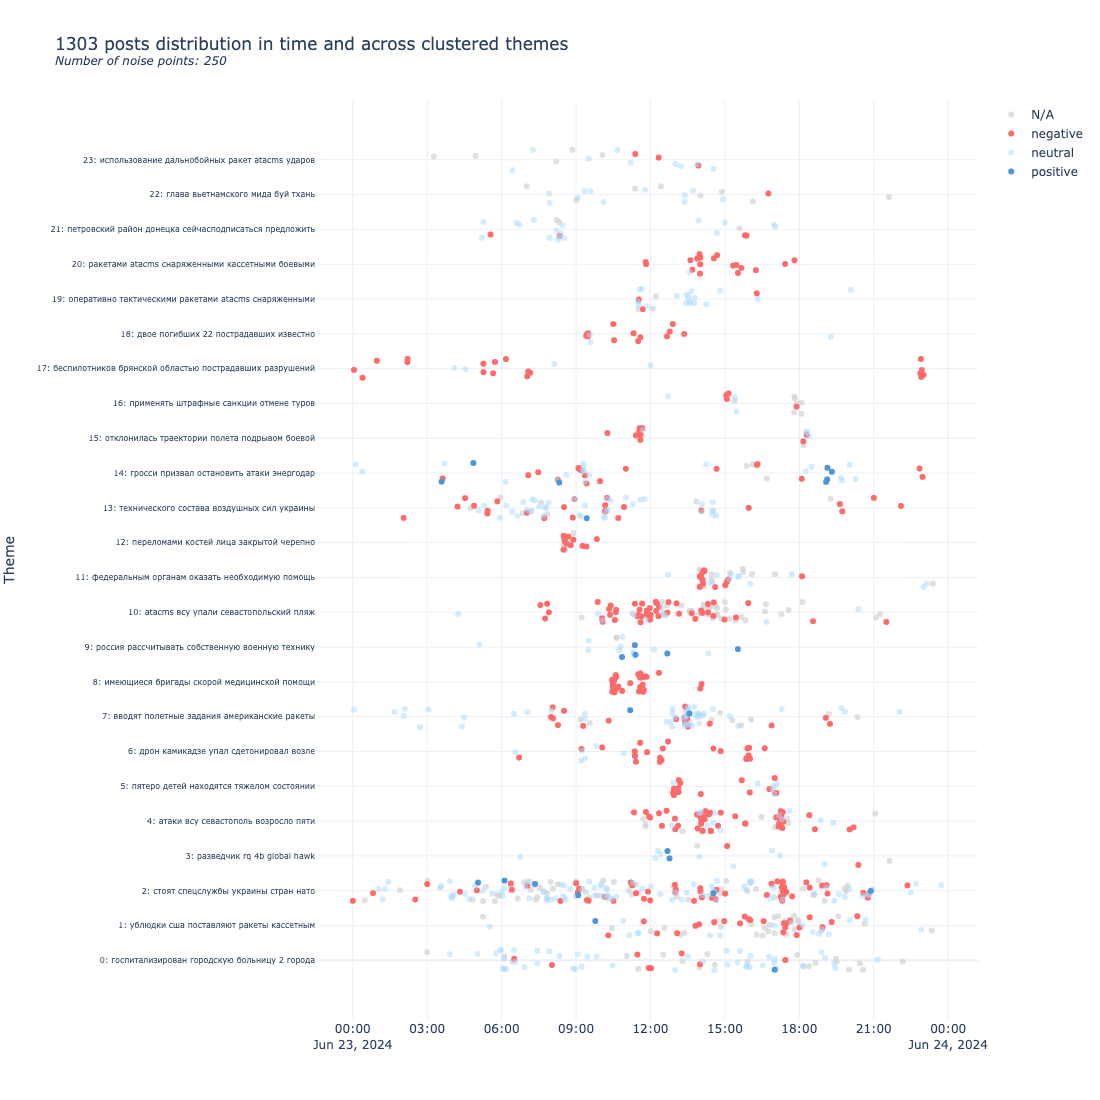 1303 posts distribution in time and across clustered themes
Number of noise points: 250
N/A
negative
neutral
positive
Theme
23: использование дальнобойных ракет atacms ударов
22: глава вьетнамского мида буй тхань
21: петровский район донецка сейчасподписаться предложить
20: ракетами atacms снаряженными кассетными боевыми
19: оперативно тактическими ракетами atacms снаряженными
18: двое погибших 22 пострадавших известно
17: беспилотников брянской областью пострадавших разрушений
16: применять штрафные санкции отмене туров
15: отклонилась траектории полета подрывом боевой
14: гросси призвал остановить атаки энергодар
13: технического состава воздушных сил украины
12: переломами костей лица закрытой черепно
11: федеральным органам оказать необходимую помощь
10: atacms всу упали севастопольский пляж
9: россия рассчитывать собственную военную технику
8: имеющиеся бригады скорой медицинской помощи
7: вводят полетные задания американские ракеты
6: дрон камикадзе упал сдетонировал возле
5: пятеро детей находятся тяжелом состоянии
4: атаки всу севастополь возросло пяти
3: разведчик rq 4b global hawk
2: стоят спецслужбы украины стран нато
1: ублюдки сша поставляют ракеты кассетным
0: госпитализирован городскую больницу 2 города
00:00 03:00 06:00 09:00 12:00 15:00 18:00 21:00 00:00
Jun 23, 2024 Jun 24, 2024